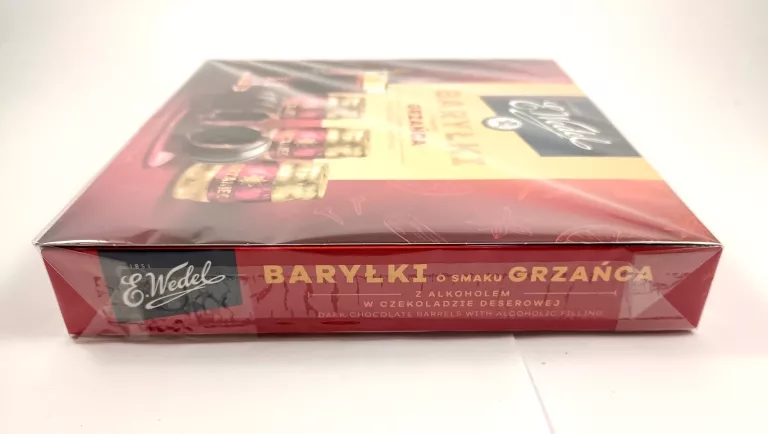 E.Wedel
BARYŁKI
GRZAŃCA
1851
E.Wedel
BARYŁKI O SMAKU GRZAŃCA
Z ALKOHOLEM
W CZEKOLADZIE DESEROWEJ
DARK CHOCOLATE BARRELS WITH ALCOHOLIC FILLING